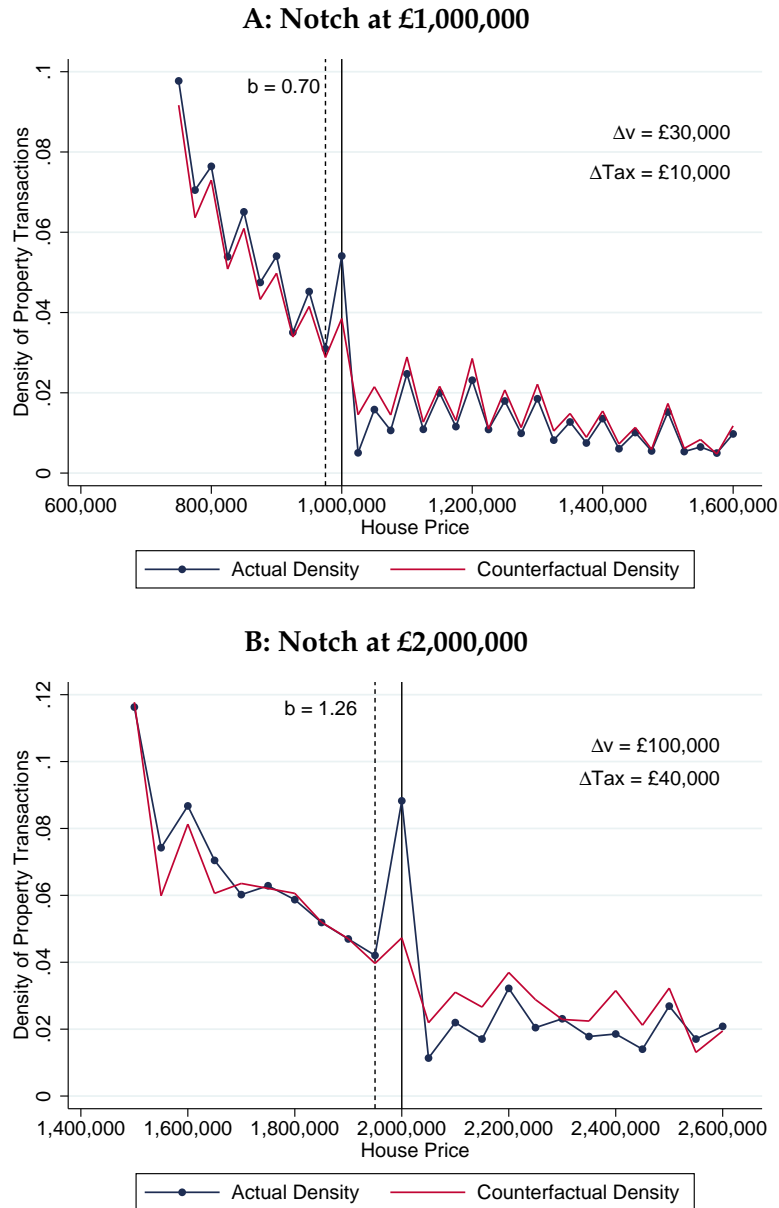 A: Notch at £1,000,000
b = 0.70
Δv = £30,000
ΔTax = £10,000
Density of Property Transactions
.1
.08
.06
.04
.02
0
600,000 800,000 1,000,000 1,200,000 1,400,000 1,600,000
House Price
Actual Density Counterfactual Density
B: Notch at £2,000,000
b = 1.26
Δv = £100,000
ΔTax = £40,000
Density of Property Transactions
.12
.1
.08
.06
.04
.02
0
1,400,000 1,600,000 1,800,000 2,000,000 2,200,000 2,400,000 2,600,000
House Price
Actual Density Counterfactual Density